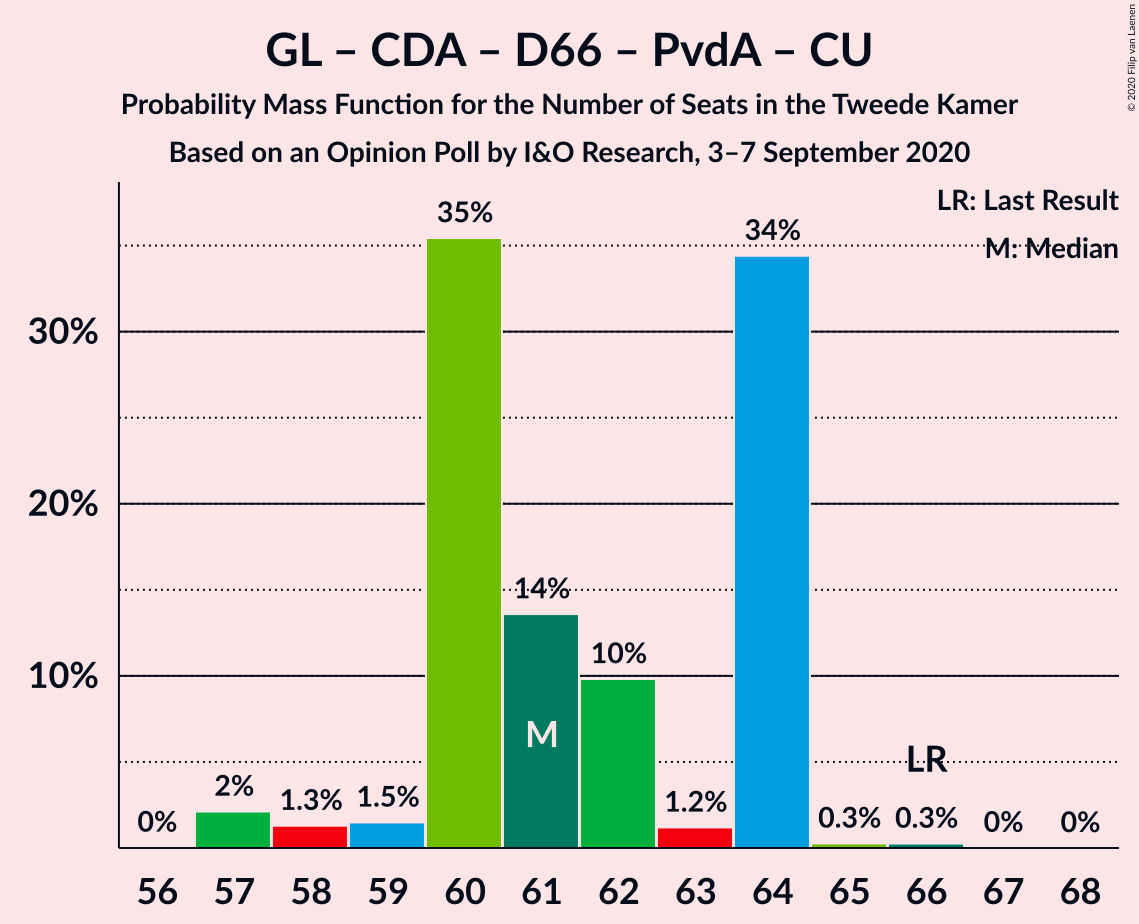 GL – CDA – D66 – PvdA – CU
Probability Mass Function for the Number of Seats in the Tweede Kamer
Based on an Opinion Poll by I&O Research, 3–7 September 2020
© 2020 Filip van Laenen
LR: Last Result
M: Median
35%
34%
30%
14%
20%
10%
10%
M
LR
0%
2%
1.3%
1.5%
1.2%
0.3%
0.3%
0%
0%
56 57 58 59 60 61 62 63 64 65 66 67 68